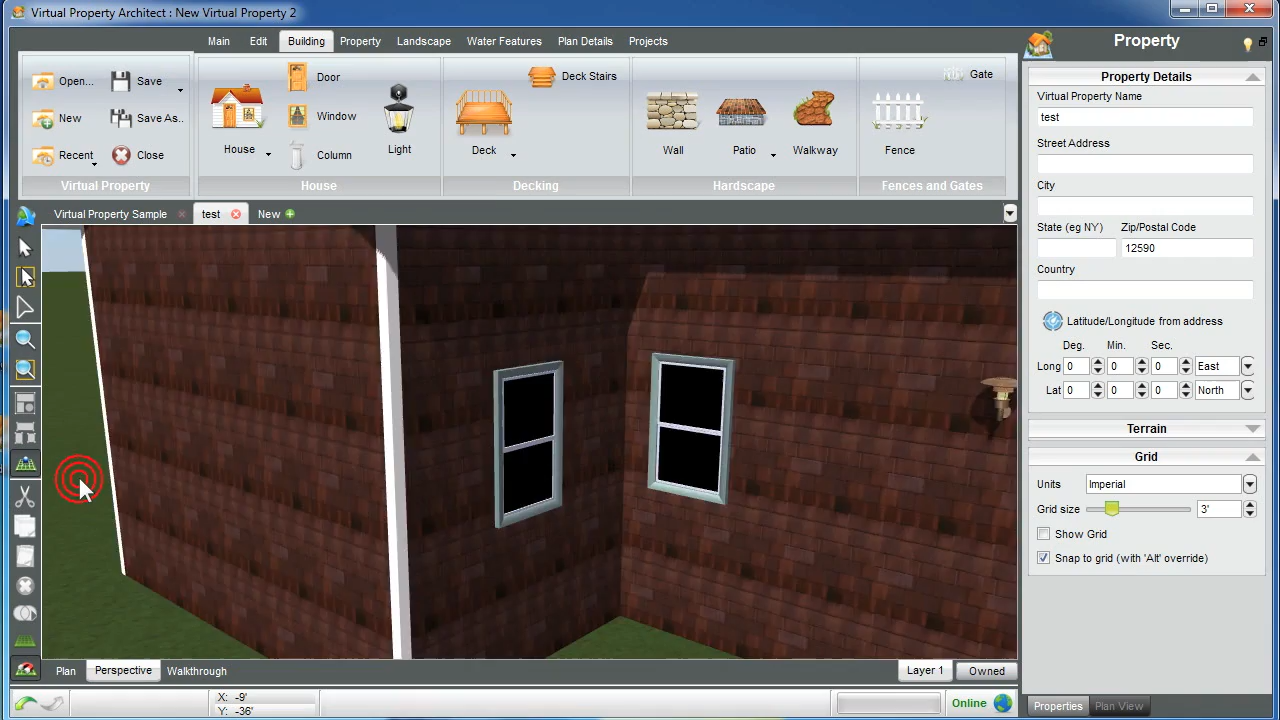 Virtual Property Architect : New Virtual Property 2
Main Edit Building Property Landscape Water Features Plan Details Projects
Open... Save
New Save As..
Recent Close
Virtual Property
House
Door
Window
Column
Light
House
Deck
Deck Stairs
Decking
Wall Patio Walkway
Hardscape
Gate
Fence
Fences and Gates
Virtual Property Sample test New
Plan Perspective Walkthrough
Layer 1 Owned
X: -9'
Y: -36'
Online
Property
Property Details
Virtual Property Name
test
Street Address
City
State (eg NY) Zip/Postal Code
12590
Country
Latitude/Longitude from address
Deg. Min. Sec.
Long 0 0 0 East
Lat 0 0 0 North
Terrain
Grid
Units Imperial
Grid size 3'
Show Grid
Snap to grid (with 'Alt' override)
Properties Plan View